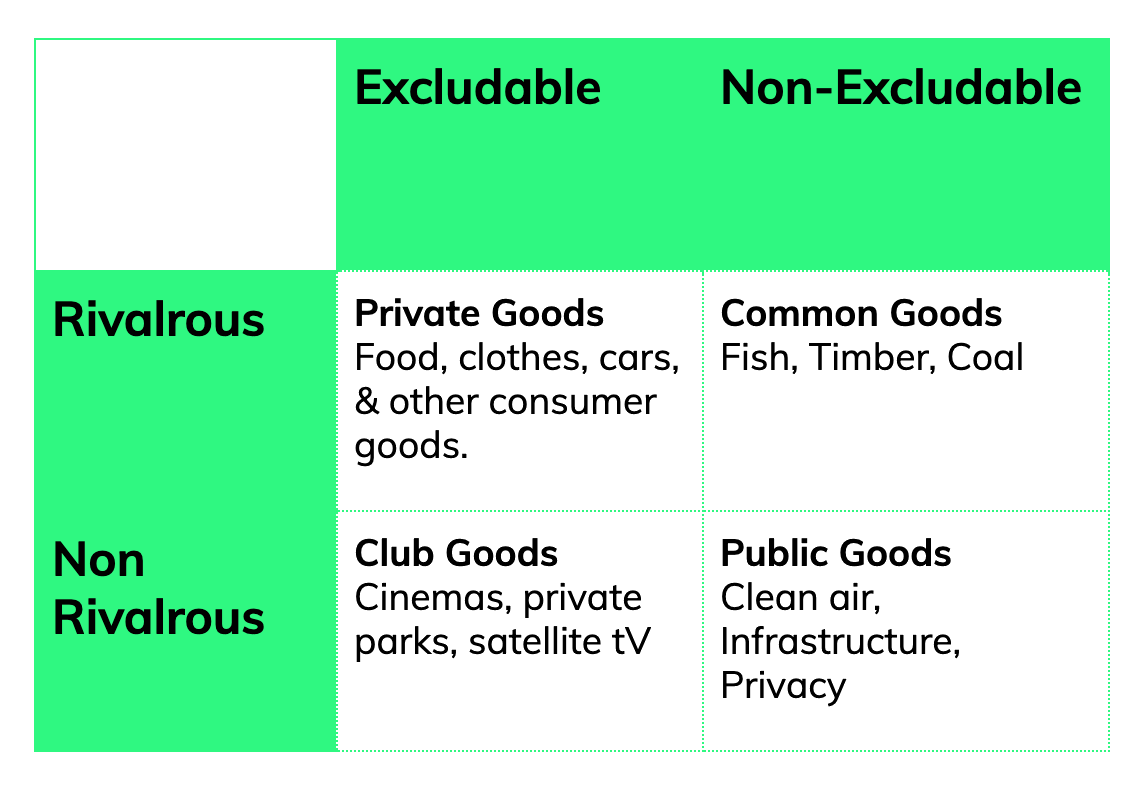 Excludable
Non-Excludable
Rivalrous
Private Goods
Food, clothes, cars,
& other consumer
goods.
Common Goods
Fish, Timber, Coal
Non
Rivalrous
Club Goods
Cinemas, private
parks, satellite tV
Public Goods
Clean air,
Infrastructure,
Privacy